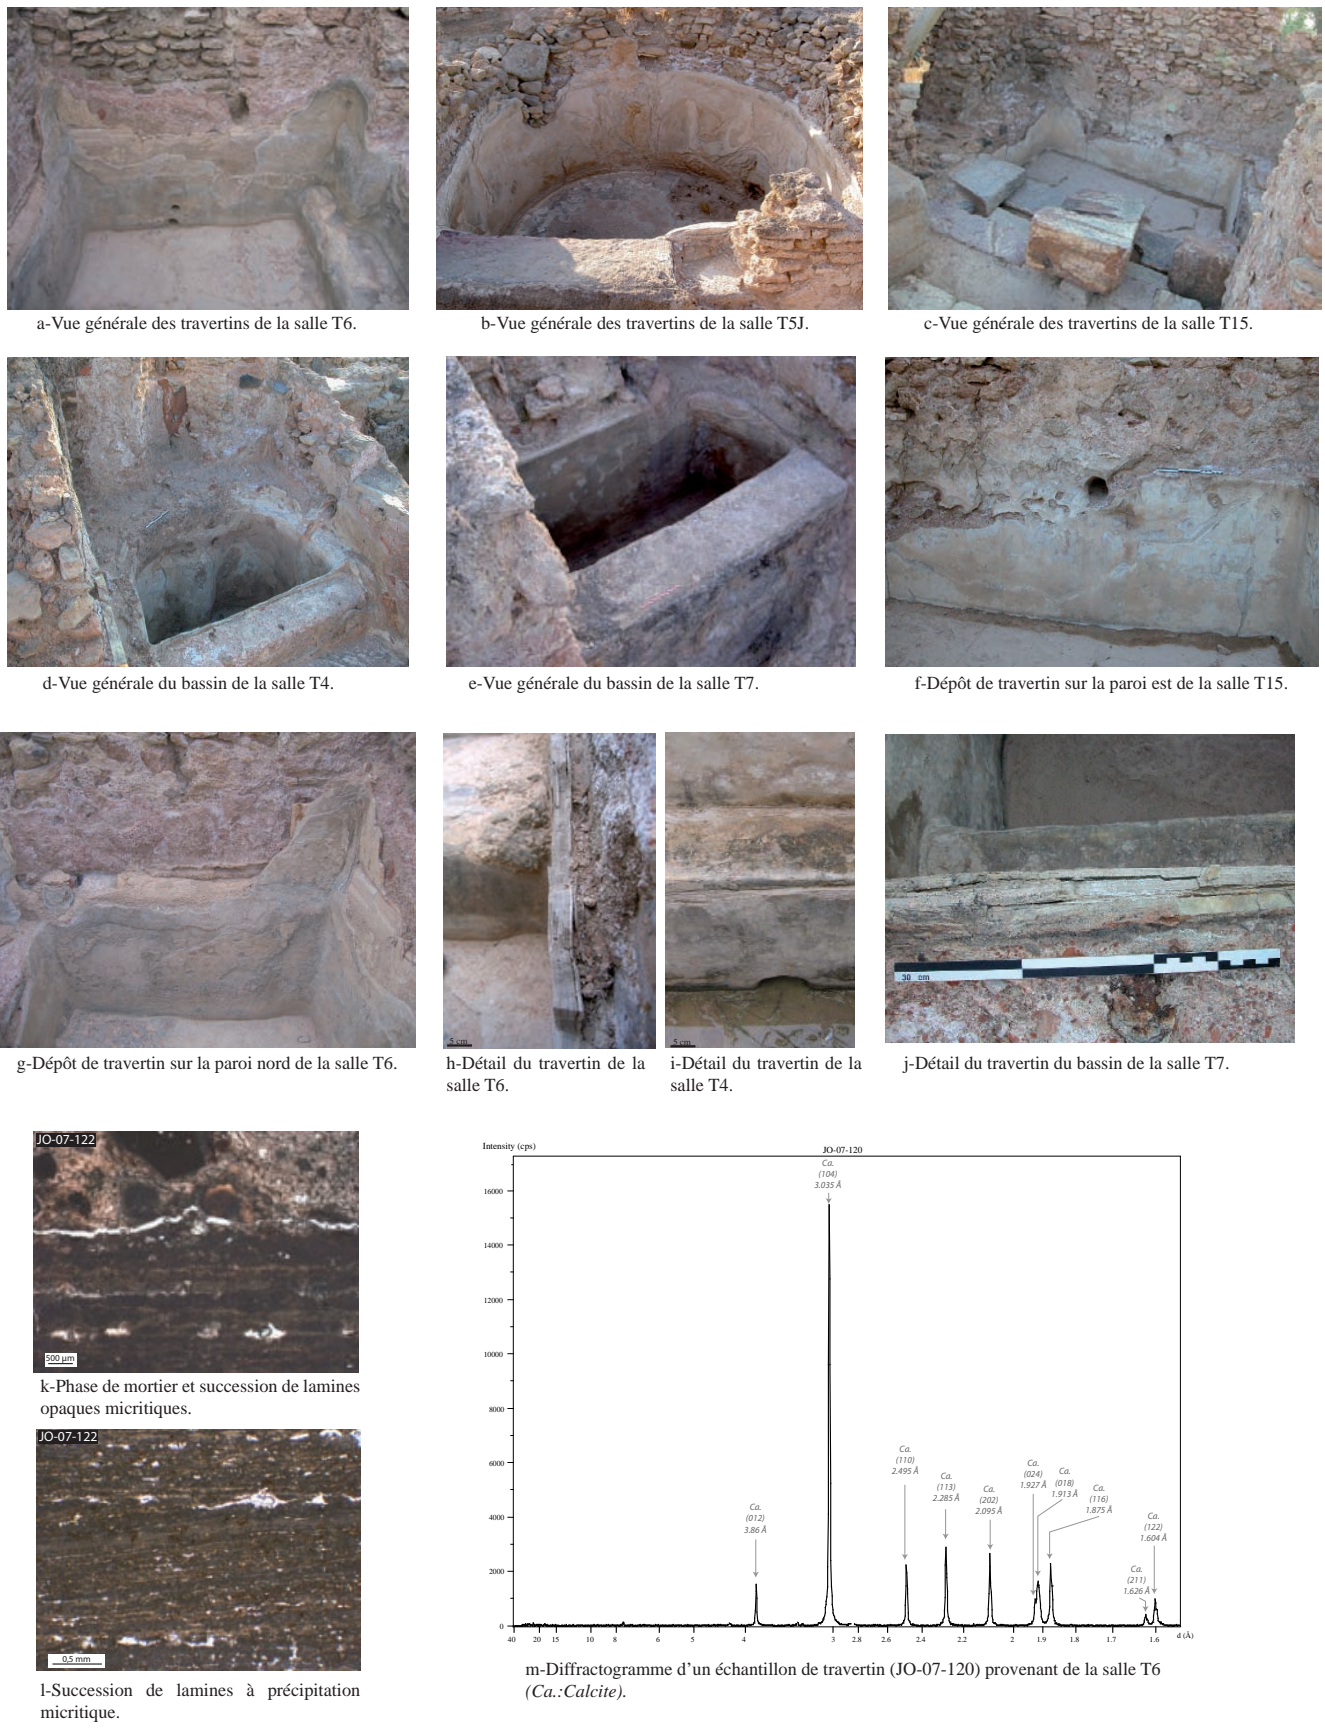 a-Vue générale des travertins de la salle T6.
b-Vue générale des travertins de la salle T5J.
c-Vue générale des travertins de la salle T15.
d-Vue générale du bassin de la salle T4.
e-Vue générale du bassin de la salle T7.
f-Dépôt de travertin sur la paroi est de la salle T15.
5 cm
5 cm
30 cm
g-Dépôt de travertin sur la paroi nord de la salle T6.
h-Détail du travertin de la
salle T6.
i-Détail du travertin de la
salle T4.
j-Détail du travertin du bassin de la salle T7.
JO-07-122
500 µm
k-Phase de mortier et succession de lamines
opaques micritiques.
JO-07-122
0,5 mm
l-Succession de lamines à précipitation
micritique.
Intensity (cps)
JO-07-120
16000
14000
12000
10000
8000
6000
4000
2000
0
Ca.
(012)
3.86 Å
Ca.
(104)
3.035 Å
Ca.
(110)
2.495 Å
Ca.
(113)
2.285 Å
Ca.
(202)
2.095 Å
Ca.
(024)
1.927 Å
Ca.
(018)
1.913 Å
Ca.
(116)
1.875 Å
Ca.
(211)
1.626 Å
Ca.
(122)
1.604 Å
40 20 15 10 8 6 5 4 3 2.8 2.6 2.4 2.2 2 1.9 1.8 1.7 1.6 d (Å)
m-Diffractogramme d'un échantillon de travertin (JO-07-120) provenant de la salle T6
(Ca.:Calcite).